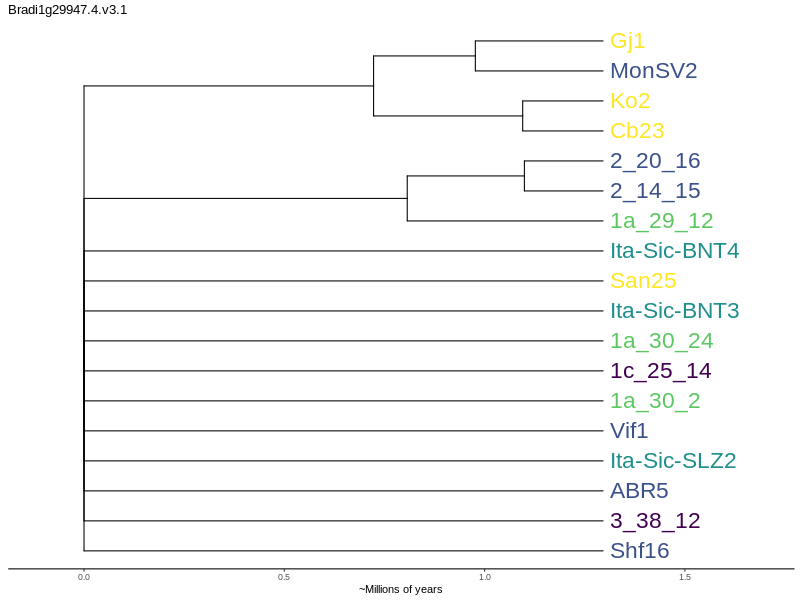 Bradi1g29947.4.v3.1
Gj1
MonSV2
Ko2
Cb23
2_20_16
2_14_15
1a_29_12
Ita-Sic-BNT4
San25
Ita-Sic-BNT3
1a_30_24
1c_25_14
1a_30_2
Vif1
Ita-Sic-SLZ2
ABR5
3_38_12
Shf16
0.0 0.5 1.0 1.5
~Millions of years